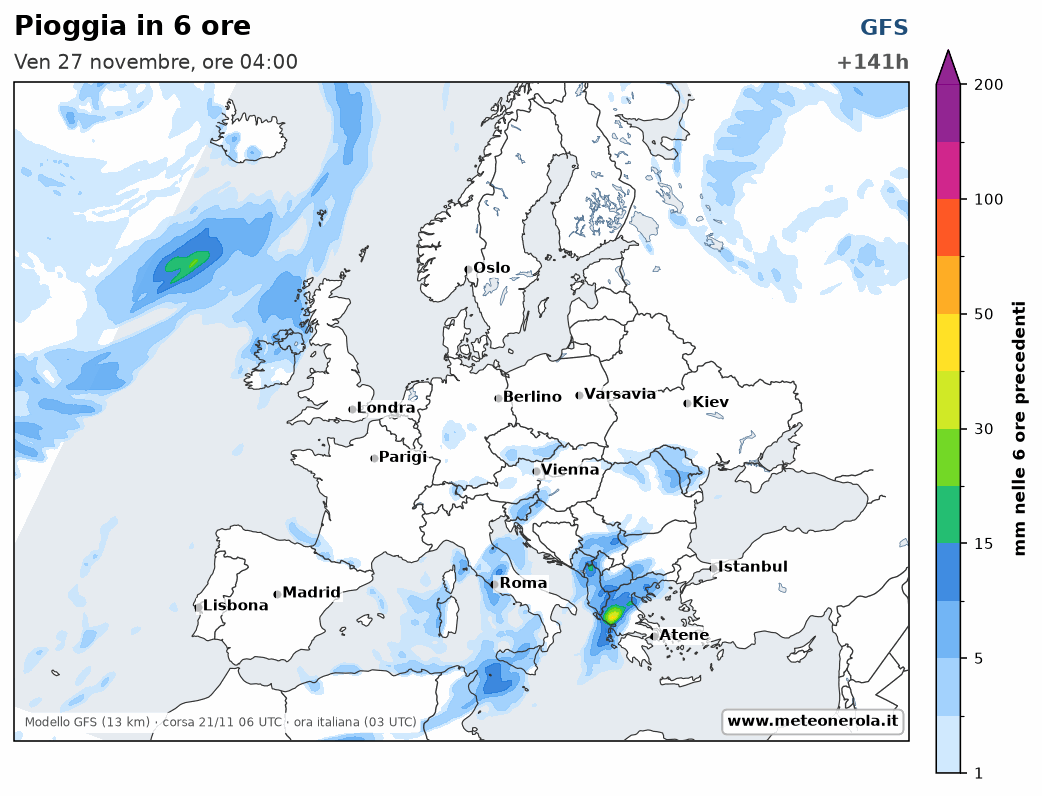 Pioggia in 6 ore
GFS
Ven 27 novembre, ore 04:00
+141h
200
100
50
30
15
5
1
mm nelle 6 ore precedenti
Oslo
Berlino
Varsavia
Kiev
Londra
Parigi
Vienna
Istanbul
Roma
Madrid
Lisbona
Atene
Modello GFS (13 km) · corsa 21/11 06 UTC · ora italiana (03 UTC)
www.meteonerola.it